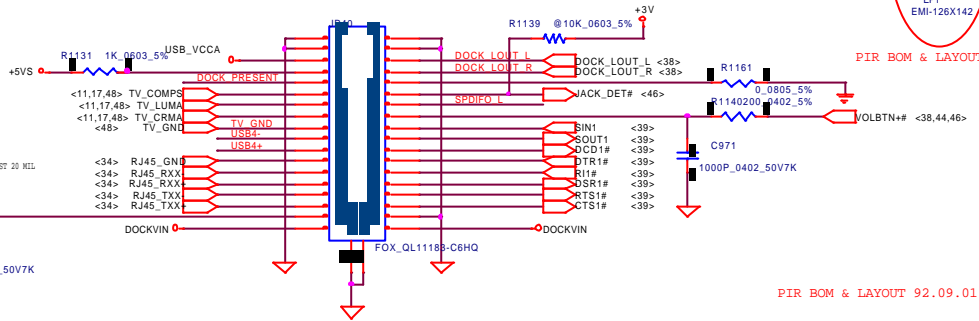 EMI-126X142
PIR BOM & LAYOUT
+3V
R1139 @10K_0603_5%
USB_VCCA
R1131 1K_0603_5%
+5VS
DOCK_PRESENT
DOCK_LOUT_L DOCK_LOUT_L <38>
DOCK_LOUT_R DOCK_LOUT_R <38>
R1161
0_0805_5%
<11,17,48> TV_COMPS
<11,17,48> TV_LUMA
<11,17,48> TV_CRMA
<48> TV_GND
TV_GND
USB4-
USB4+
JACK_DET# <46>
SPDIFO_L
R1140200_0402_5%
VOLBTN+# <38,44,46>
SIN1 <39>
SOUT1 <39>
DCD1# <39>
DTR1# <39>
RI1# <39>
DSR1# <39>
RTS1# <39>
CTS1# <39>
C971
1000P_0402_50V7K
ST 20 MIL
<34> RJ45_GND
<34> RJ45_RXX-
<34> RJ45_RXX+
<34> RJ45_TXX-
<34> RJ45_TXX+
DOCKVIN
DOCKVIN
FOX_QL11183-C6HQ
_50V7K
PIR BOM & LAYOUT 92.09.01